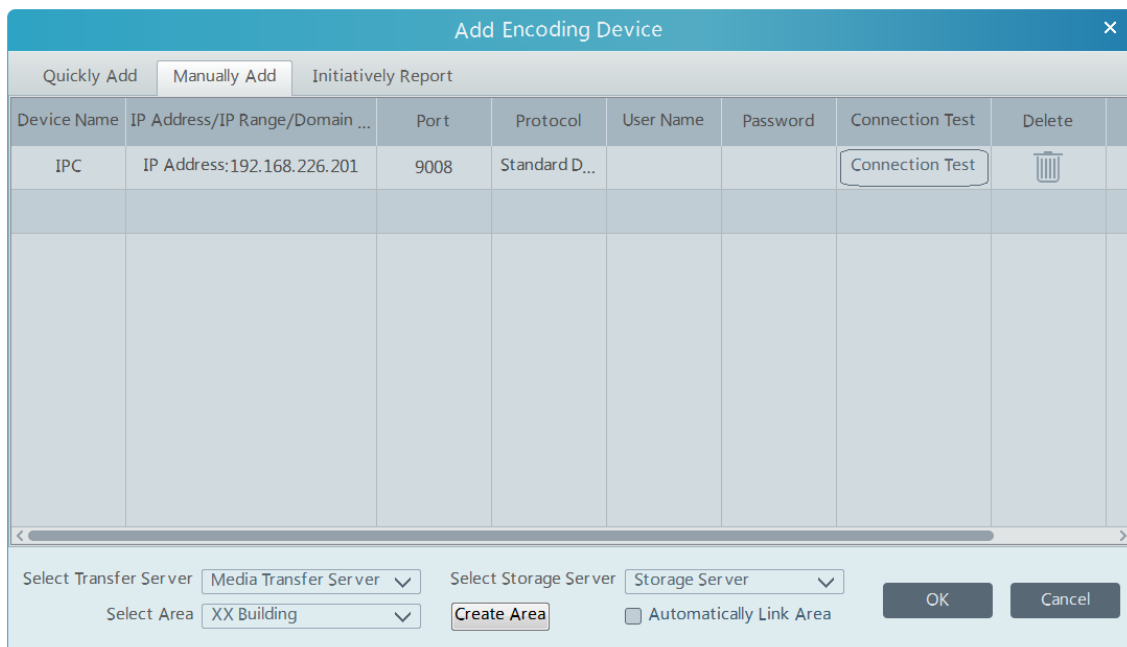 Add Encoding Device
Quickly Add Manually Add Initiatively Report
Device Name IP Address/IP Range/Domain ... Port Protocol User Name Password Connection Test Delete
IPC IP Address:192.168.226.201 9008 Standard D... Connection Test
Select Transfer Server Media Transfer Server Select Storage Server Storage Server
Select Area XX Building Create Area Automatically Link Area OK Cancel